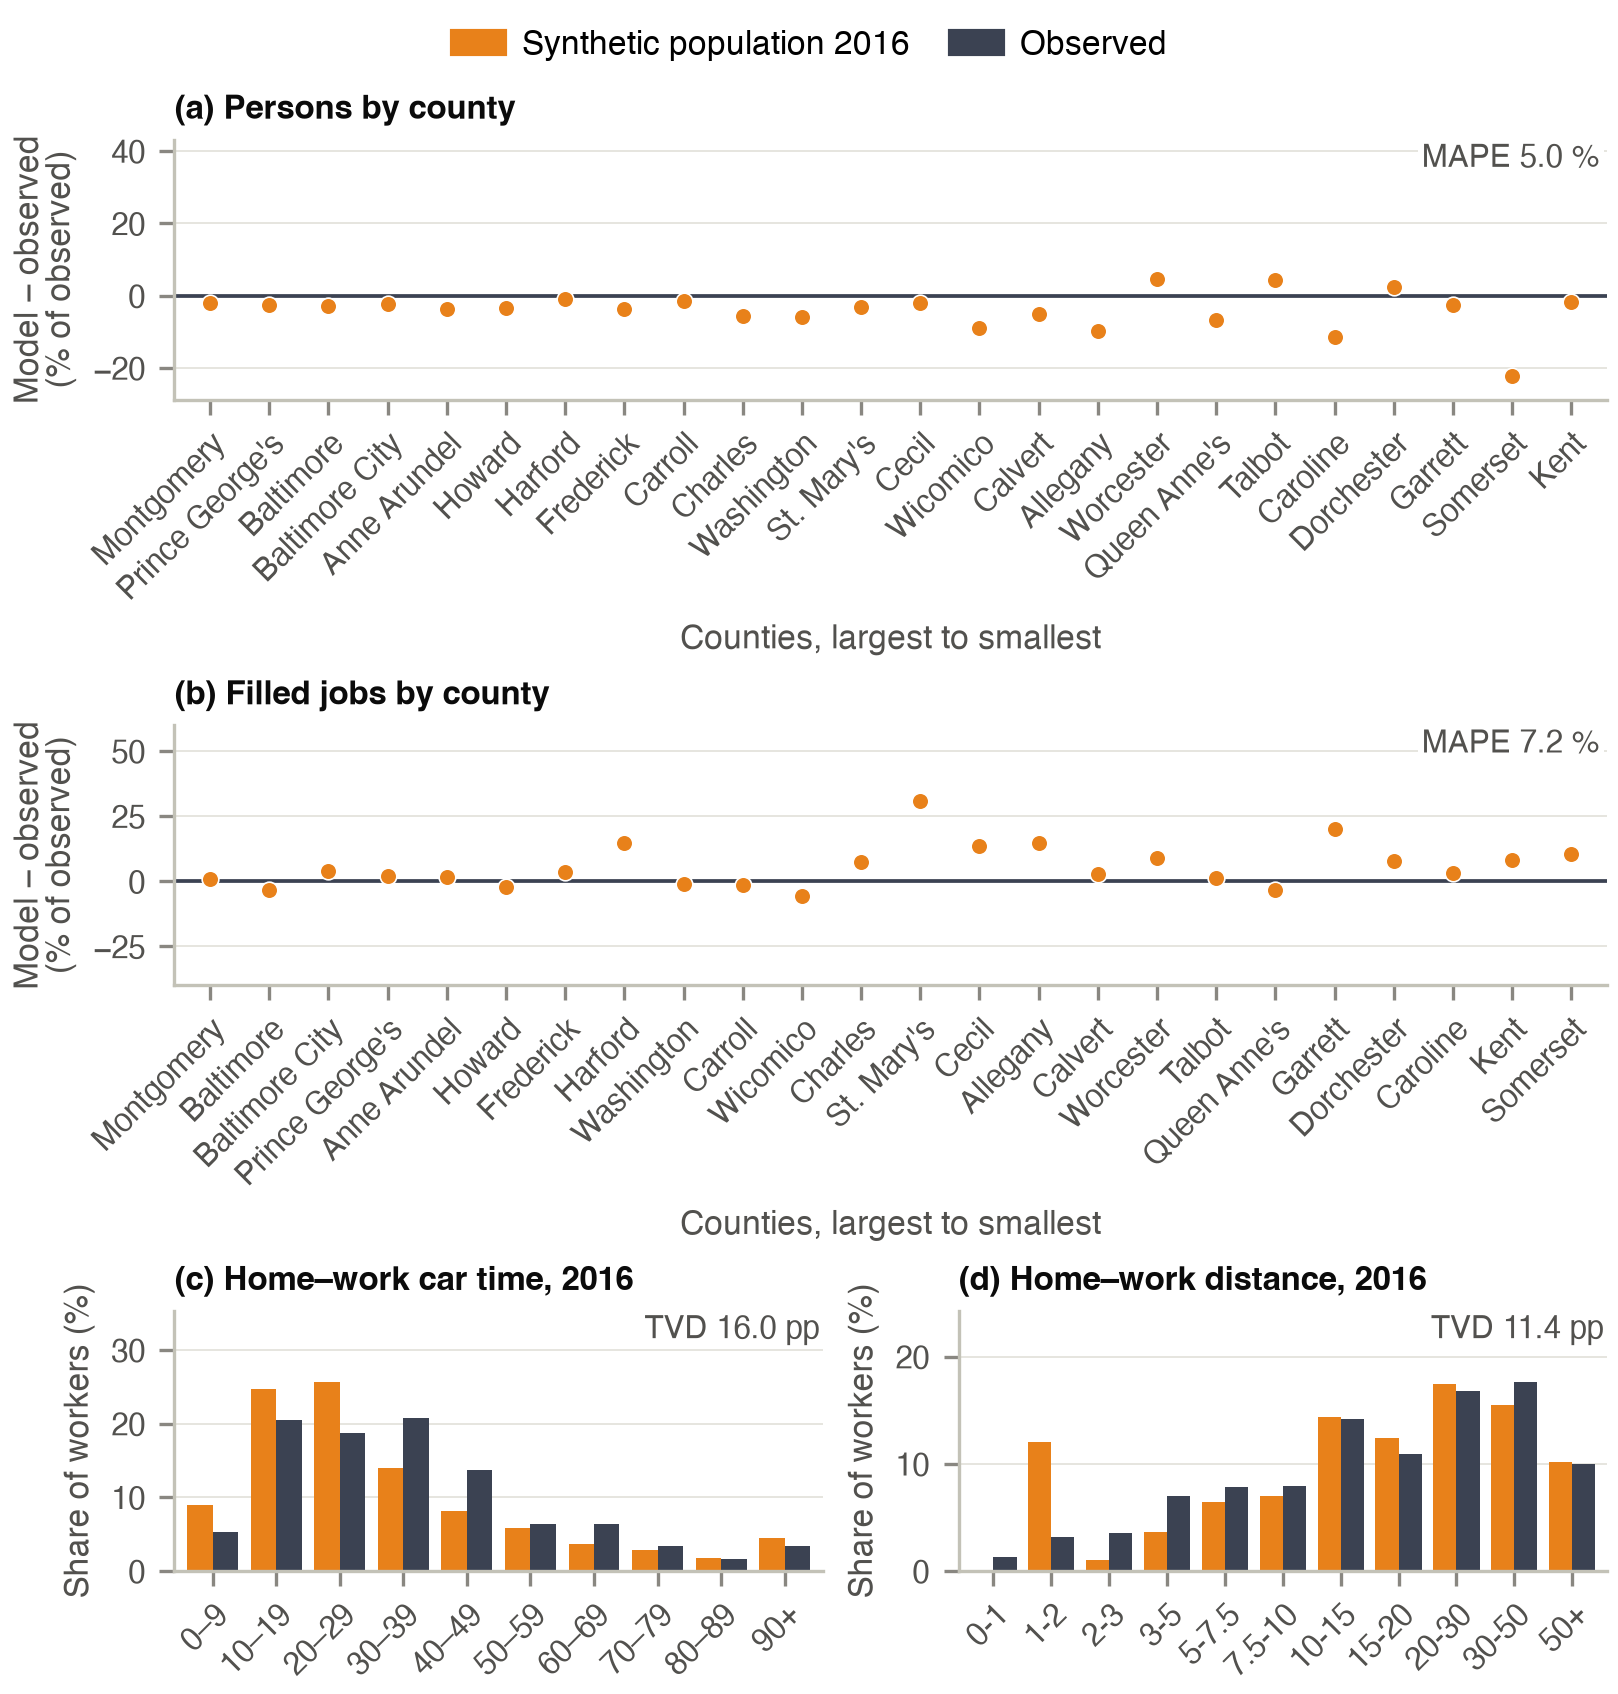 Synthetic population 2016 Observed
(a) Persons by county
Model – observed
(% of observed)
MAPE 5.0 %
40
20
0
−20
Montgomery
Prince George's
Baltimore
Baltimore City
Anne Arundel
Howard
Harford
Frederick
Carroll
Charles
Washington
St. Mary's
Cecil
Wicomico
Calvert
Allegany
Worcester
Queen Anne's
Talbot
Caroline
Dorchester
Garrett
Somerset
Kent
Counties, largest to smallest
(b) Filled jobs by county
Model – observed
(% of observed)
MAPE 7.2 %
50
25
0
−25
Montgomery
Baltimore
Baltimore City
Prince George's
Anne Arundel
Howard
Frederick
Harford
Washington
Carroll
Wicomico
Charles
St. Mary's
Cecil
Allegany
Calvert
Worcester
Talbot
Queen Anne's
Garrett
Dorchester
Caroline
Kent
Somerset
Counties, largest to smallest
(c) Home–work car time, 2016
Share of workers (%)
TVD 16.0 pp
30
20
10
0
0–9
10–19
20–29
30–39
40–49
50–59
60–69
70–79
80–89
90+
(d) Home–work distance, 2016
Share of workers (%)
TVD 11.4 pp
20
10
0
0-1
1-2
2-3
3-5
5-7.5
7.5-10
10-15
15-20
20-30
30-50
50+